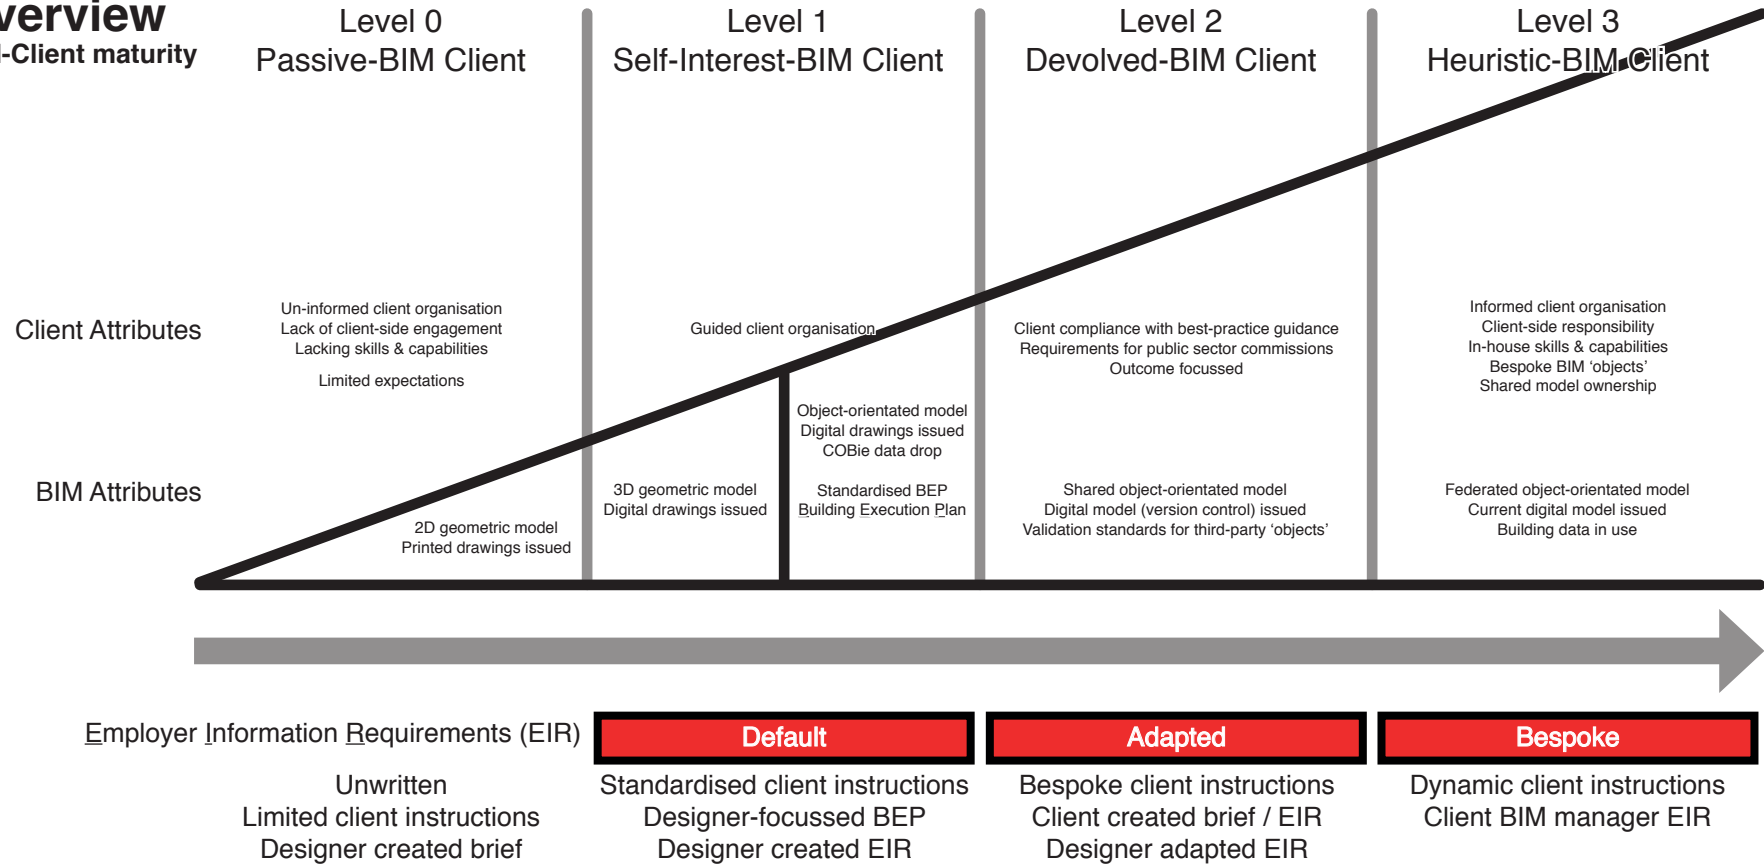 verview
-Client maturity
Level 0
Passive-BIM Client
Level 1
Self-Interest-BIM Client
Level 2
Devolved-BIM Client
Level 3
Heuristic-BIM Client
Client Attributes
Un-informed client organisation
Lack of client-side engagement
Lacking skills & capabilities
Limited expectations
Guided client organisation
Client compliance with best-practice guidance
Requirements for public sector commissions
Outcome focussed
Informed client organisation
Client-side responsibility
In-house skills & capabilities
Bespoke BIM ‘objects’
Shared model ownership
BIM Attributes
2D geometric model
Printed drawings issued
3D geometric model
Digital drawings issued
Object-orientated model
Digital drawings issued
COBie data drop
Standardised BEP
Building Execution Plan
Shared object-orientated model
Digital model (version control) issued
Validation standards for third-party ‘objects’
Federated object-orientated model
Current digital model issued
Building data in use
Employer Information Requirements (EIR)
Default
Adapted
Bespoke
Unwritten
Limited client instructions
Designer created brief
Standardised client instructions
Designer-focussed BEP
Designer created EIR
Bespoke client instructions
Client created brief / EIR
Designer adapted EIR
Dynamic client instructions
Client BIM manager EIR